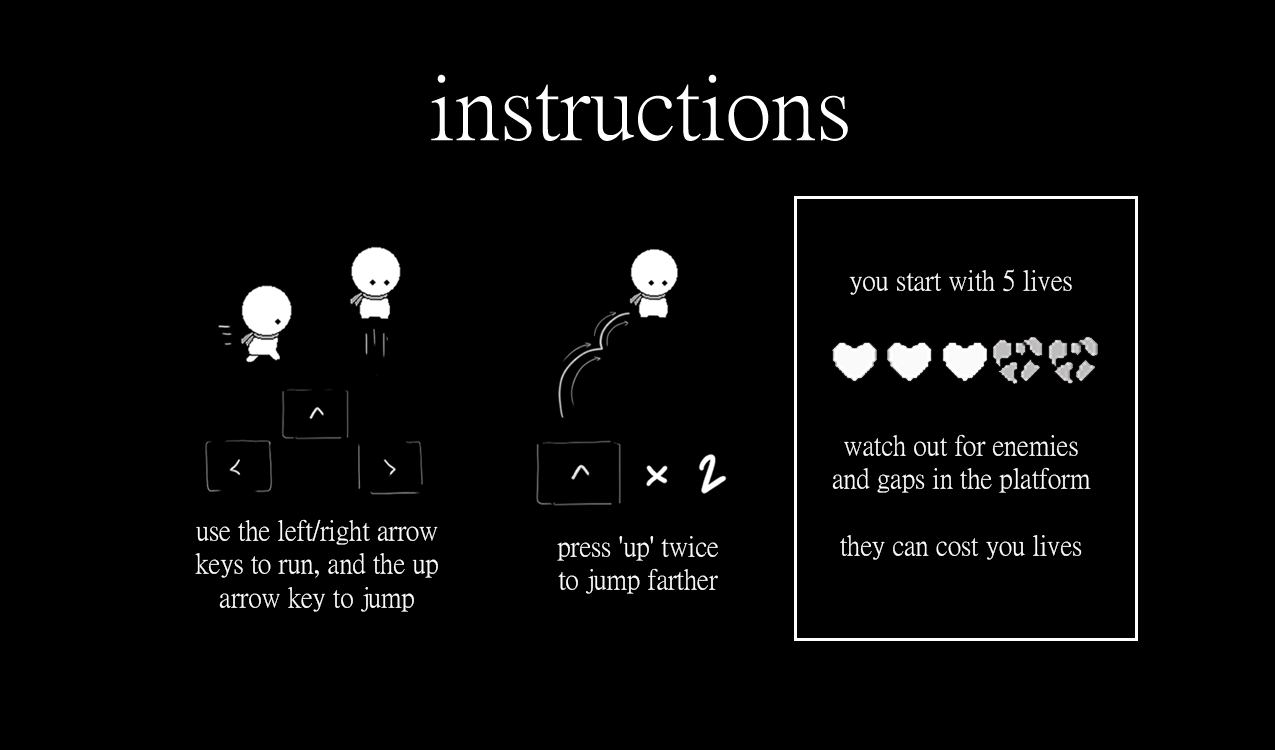 instructions
^
< >
use the left/right arrow
keys to run, and the up
arrow key to jump
^ × 2
press 'up' twice
to jump farther
you start with 5 lives
watch out for enemies
and gaps in the platform
they can cost you lives